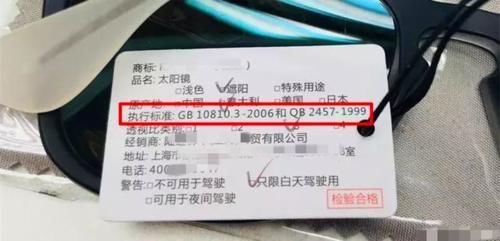 商标:
品名: 太阳镜
□浅色 ☑遮阳 □特殊用途
原产地: □中国 ☑意大利 □美国 □日本
执行标准: GB 10810.3-2006和QB 2457-1999
透视比类别: □1 □2 4
经销商: 贸有限公司
地址: 上海市
电话: 400
警告: □不可用于驾驶 ☑只限白天驾驶用
□可用于夜间驾驶
检验合格